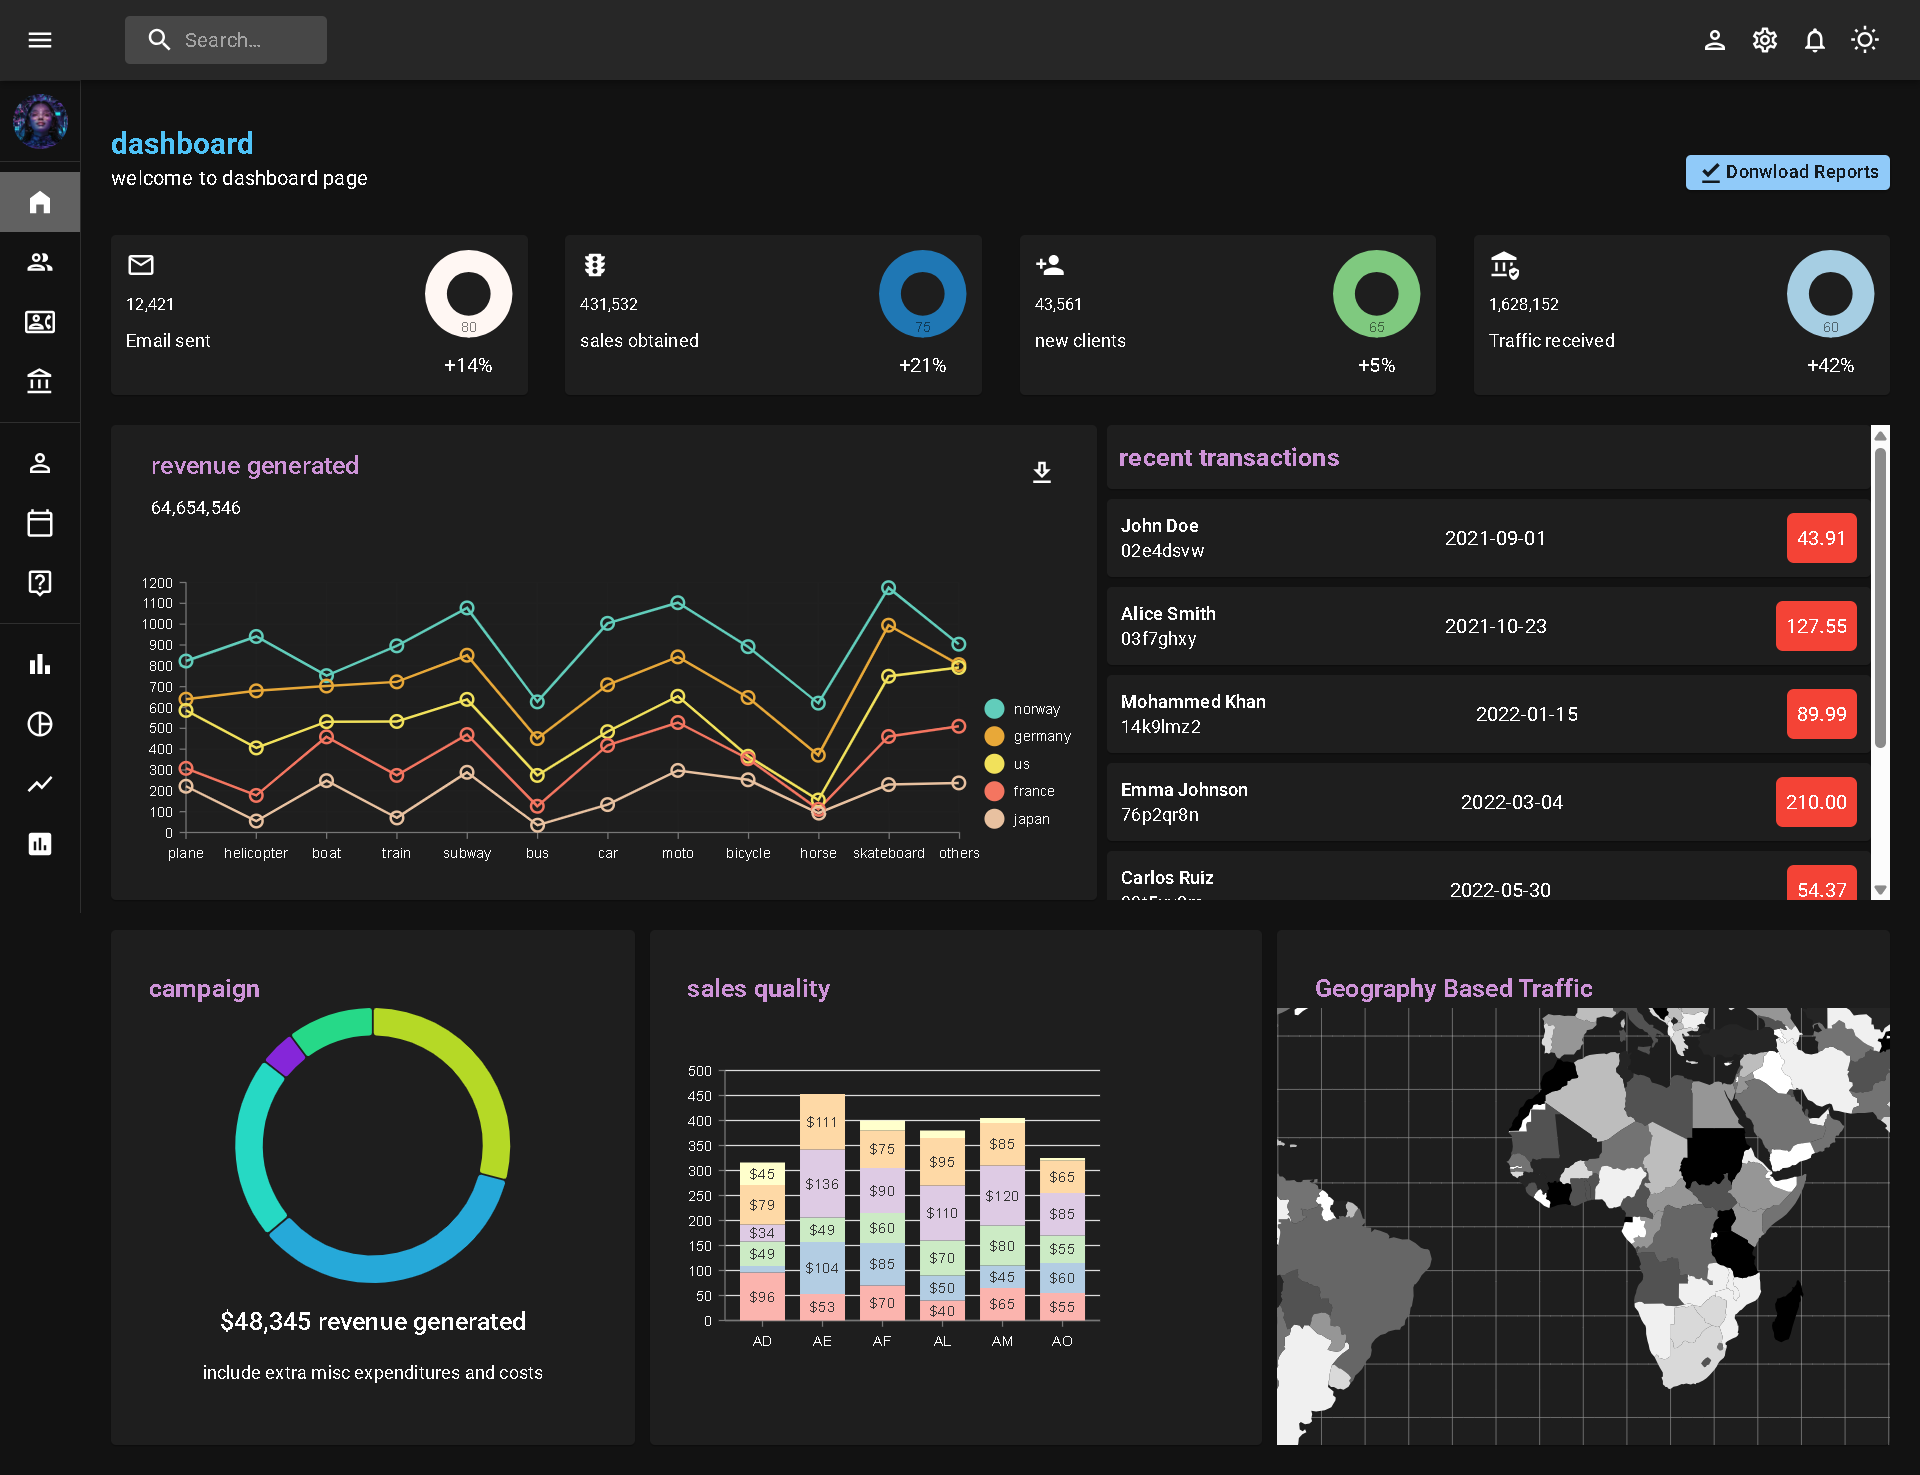 Search…
dashboard
welcome to dashboard page
Donwload Reports
12,421
Email sent
80
+14%
431,532
sales obtained
75
+21%
43,561
new clients
65
+5%
1,628,152
Traffic received
60
+42%
revenue generated
64,654,546
1200
1100
1000
900
800
700
600
500
400
300
200
100
0
plane helicopter boat train subway bus car moto bicycle horse skateboard others
norway
germany
us
france
japan
recent transactions
John Doe
02e4dsvw
2021-09-01
43.91
Alice Smith
03f7ghxy
2021-10-23
127.55
Mohammed Khan
14k9lmz2
2022-01-15
89.99
Emma Johnson
76p2qr8n
2022-03-04
210.00
Carlos Ruiz
2022-05-30
54.37
campaign
$48,345 revenue generated
include extra misc expenditures and costs
sales quality
500
450
400
350
300
250
200
150
100
50
0
$45
$79
$34
$49
$96
$111
$136
$49
$104
$53
$75
$90
$60
$85
$70
$95
$110
$70
$50
$40
$85
$120
$80
$45
$65
$65
$85
$55
$60
$55
AD AE AF AL AM AO
Geography Based Traffic